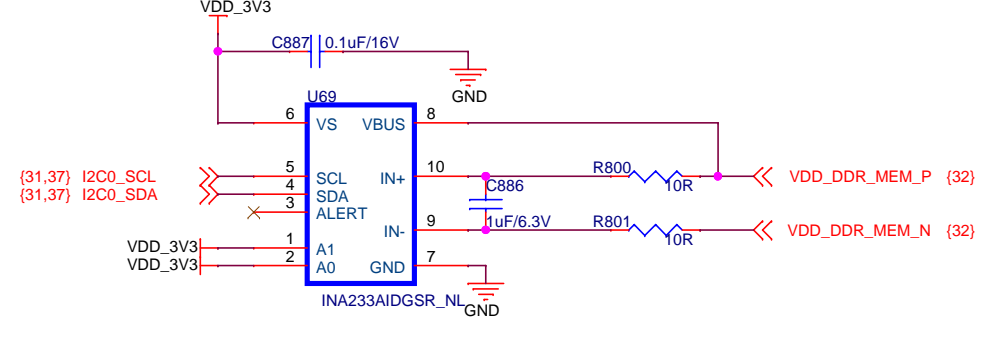 VDD_3V3
C887 0.1uF/16V
GND
U69
6 VS VBUS 8
{31,37} I2C0_SCL 5 SCL IN+ 10 R800 10R VDD_DDR_MEM_P {32}
{31,37} I2C0_SDA 4 SDA C886
3 ALERT 1uF/6.3V
IN- 9 R801 10R VDD_DDR_MEM_N {32}
VDD_3V3 1 A1
VDD_3V3 2 A0 GND 7
INA233AIDGSR_NL
GND